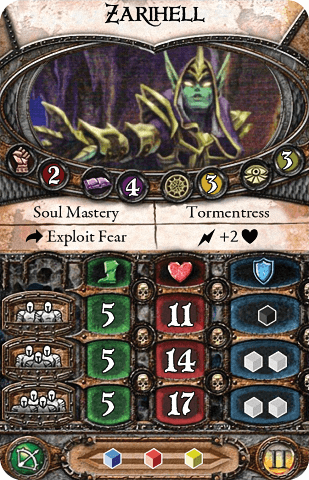 ZARIHELL
2 4 3 3
Soul Mastery Tormentress
Exploit Fear +2
5 11
5 14
5 17
II